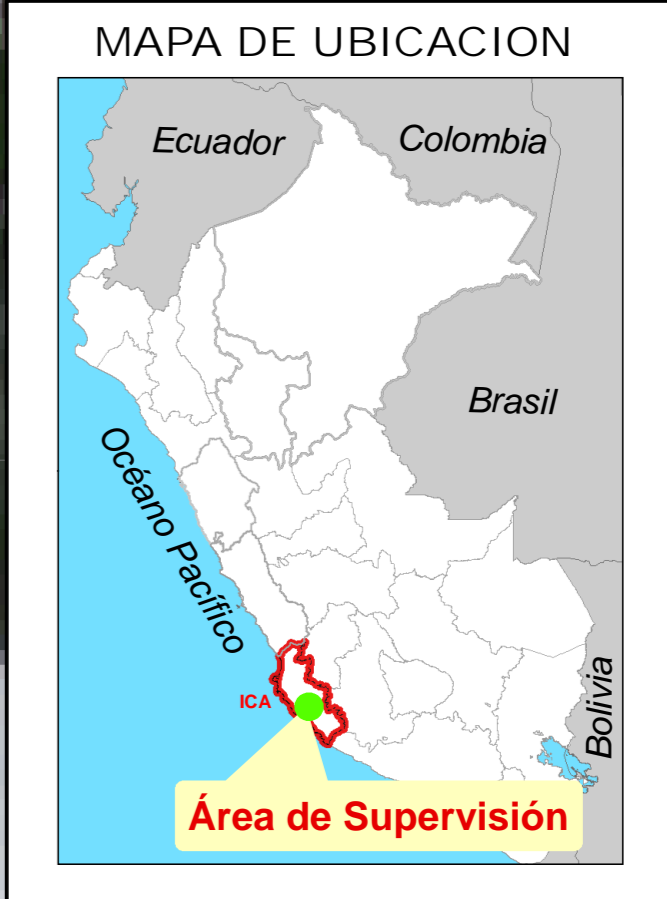 MAPA DE UBICACION
Ecuador
Colombia
Brasil
Océano Pacífico
Bolivia
ICA
Área de Supervisión